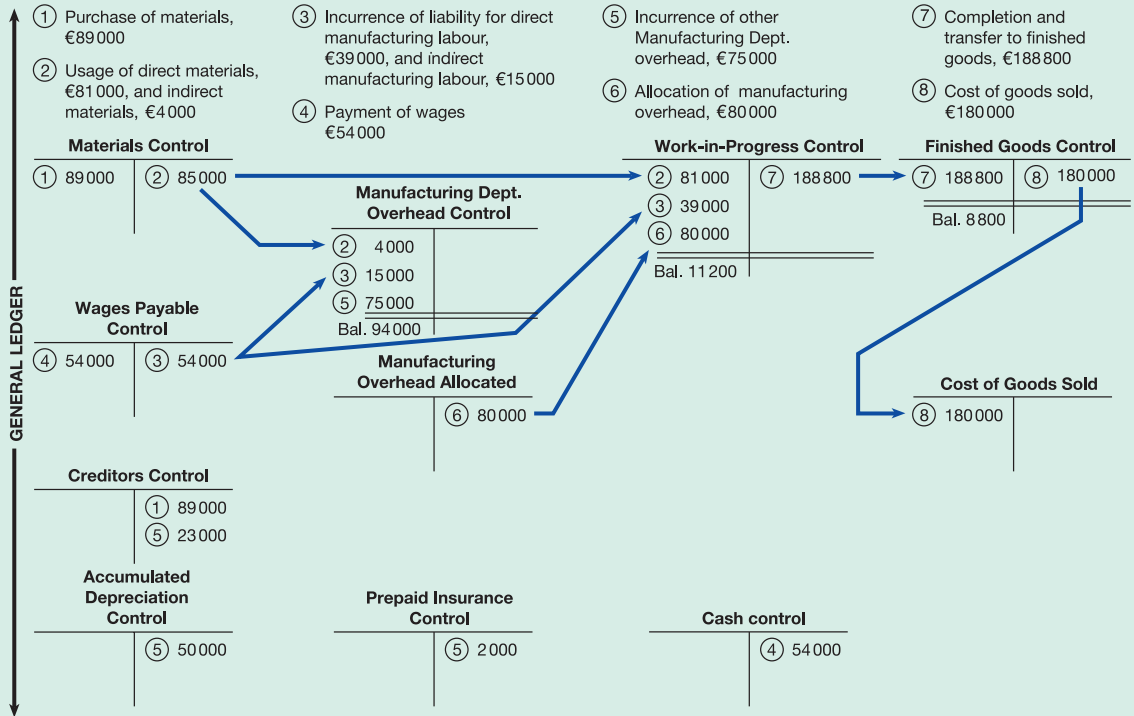 ① Purchase of materials,
€89 000
② Usage of direct materials,
€81 000, and indirect
materials, €4 000
③ Incurrence of liability for direct
manufacturing labour,
€39 000, and indirect
manufacturing labour, €15 000
④ Payment of wages
€54 000
⑤ Incurrence of other
Manufacturing Dept.
overhead, €75 000
⑥ Allocation of manufacturing
overhead, €80 000
⑦ Completion and
transfer to finished
goods, €188 800
⑧ Cost of goods sold,
€180 000
GENERAL LEDGER
Materials Control
① 89 000 ② 85 000
Manufacturing Dept.
Overhead Control
② 4 000
③ 15 000
⑤ 75 000
Bal. 94 000
Work-in-Progress Control
② 81 000 ⑦ 188 800
③ 39 000
⑥ 80 000
Bal. 11 200
Finished Goods Control
⑦ 188 800 ⑧ 180 000
Bal. 8 800
Wages Payable
Control
④ 54 000 ③ 54 000
Manufacturing
Overhead Allocated
⑥ 80 000
Cost of Goods Sold
⑧ 180 000
Creditors Control
① 89 000
⑤ 23 000
Accumulated
Depreciation
Control
⑤ 50 000
Prepaid Insurance
Control
⑤ 2 000
Cash control
④ 54 000